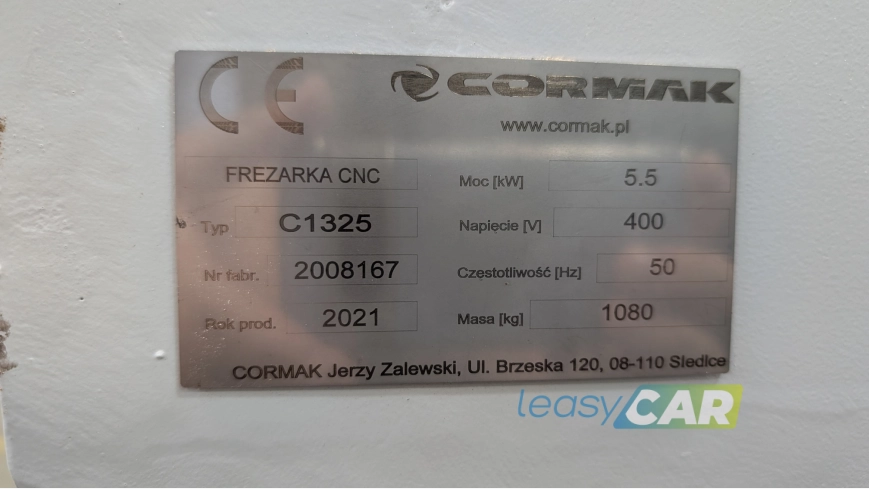 CE CORMAK
www.cormak.pl
FREZARKA CNC Moc [kW] 5.5
Typ C1325 Napięcie [V] 400
Nr fabr. 2008167 Częstotliwość [Hz] 50
Rok prod. 2021 Masa [kg] 1080
CORMAK Jerzy Zalewski, Ul. Brzeska 120, 08-110 Siedlce
leasyCAR